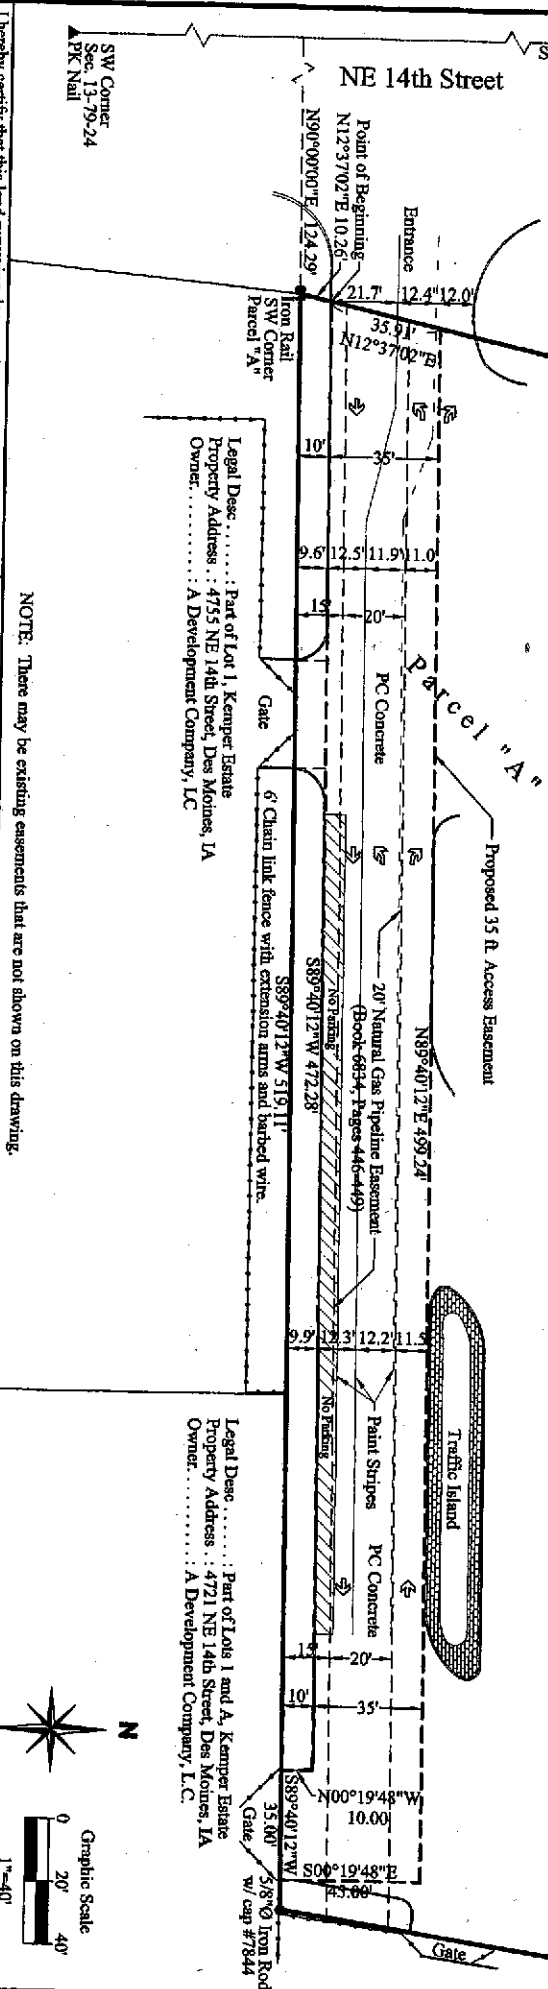 NE 14th Street
SW Corner
Sec. 13-79-24
PK Nail
Point of Beginning
N12°37'02"E 10.26'
N90°00'00"E 124.29'
Entrance
21.7'
12.4'
12.0'
35.91'
N12°37'02"E
Iron Rail
SW Corner
Parcel "A"
10'
35'
9.6'
12.5'
11.9'
11.0'
15'
20'
PC Concrete
Parcel "A"
Proposed 35 ft. Access Easement
N89°40'12"E 499.24'
20' Natural Gas Pipeline Easement
(Book 6834, Pages 446-449)
No Parking
S89°40'12"W 472.28'
S89°40'12"W 519.11'
6' Chain link fence with extension arms and barbed wire.
Gate
Legal Desc . . . . . . : Part of Lot 1, Kemper Estate
Property Address . . : 4755 NE 14th Street, Des Moines, IA
Owner. . . . . . . . . . : A Development Company, LC
Traffic Island
9.9'
12.3'
12.2'
11.5'
Paint Stripes
No Parking
PC Concrete
Legal Desc . . . . . . : Part of Lots 1 and A, Kemper Estate
Property Address . . : 4721 NE 14th Street, Des Moines, IA
Owner. . . . . . . . . . : A Development Company, L.C.
15'
20'
10'
35'
N00°19'48"W
10.00
S89°40'12"W
35.00'
S00°19'48"E
45.00'
Gate
Gate
5/8"Ø Iron Rod
w/ cap #7844
NOTE: There may be existing easements that are not shown on this drawing.
N
Graphic Scale
0
20'
40'
1"=40'
I hereby certify that this land